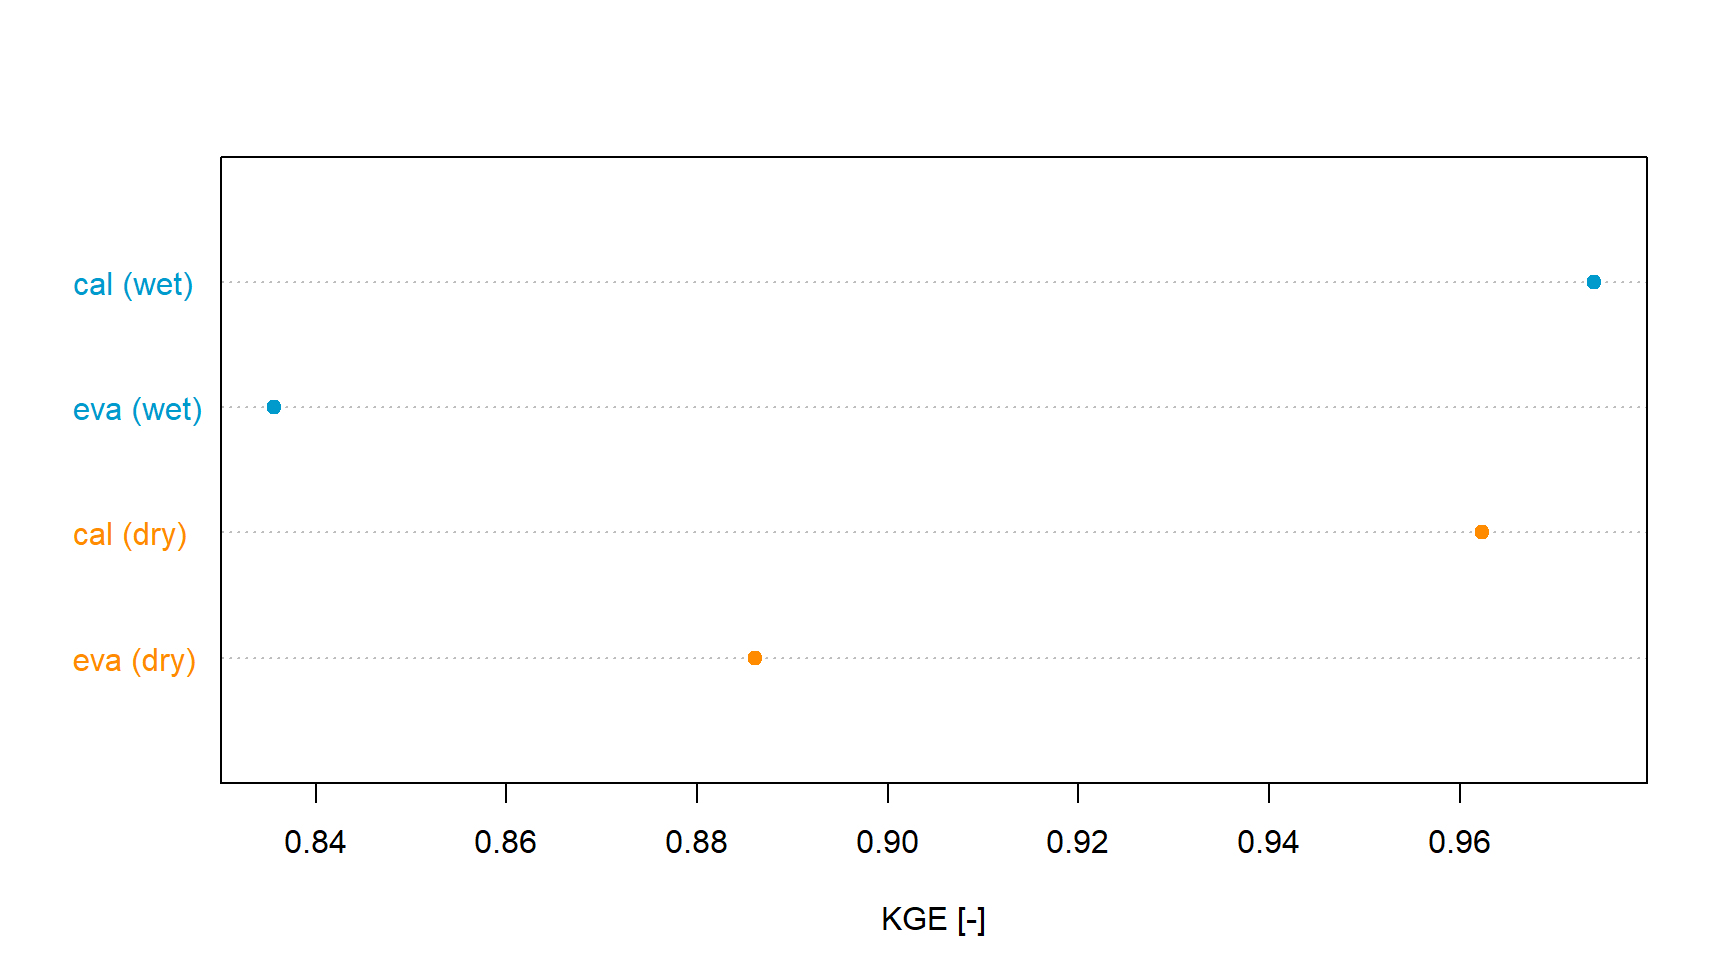 cal (wet)
eva (wet)
cal (dry)
eva (dry)
0.84 0.86 0.88 0.90 0.92 0.94 0.96
KGE [-]